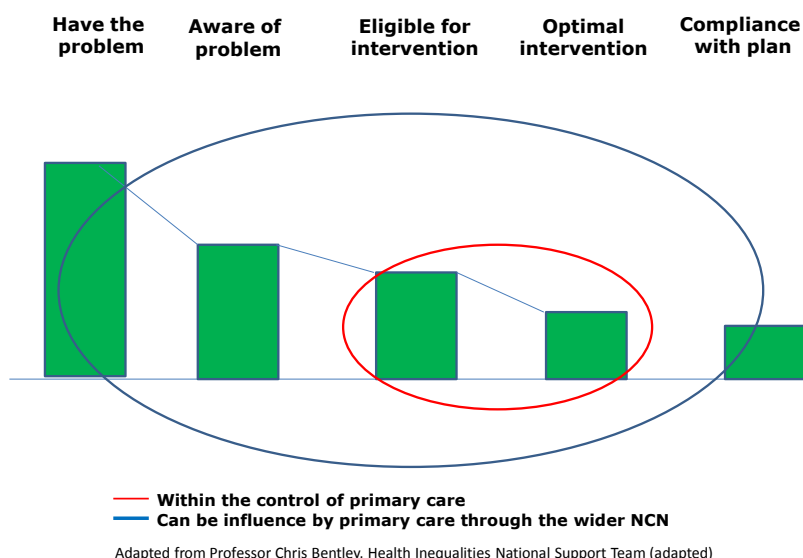 Have the
problem
Aware of
problem
Eligible for
intervention
Optimal
intervention
Compliance
with plan
Within the control of primary care
Can be influence by primary care through the wider NCN
Adapted from Professor Chris Bentley, Health Inequalities National Support Team (adapted)